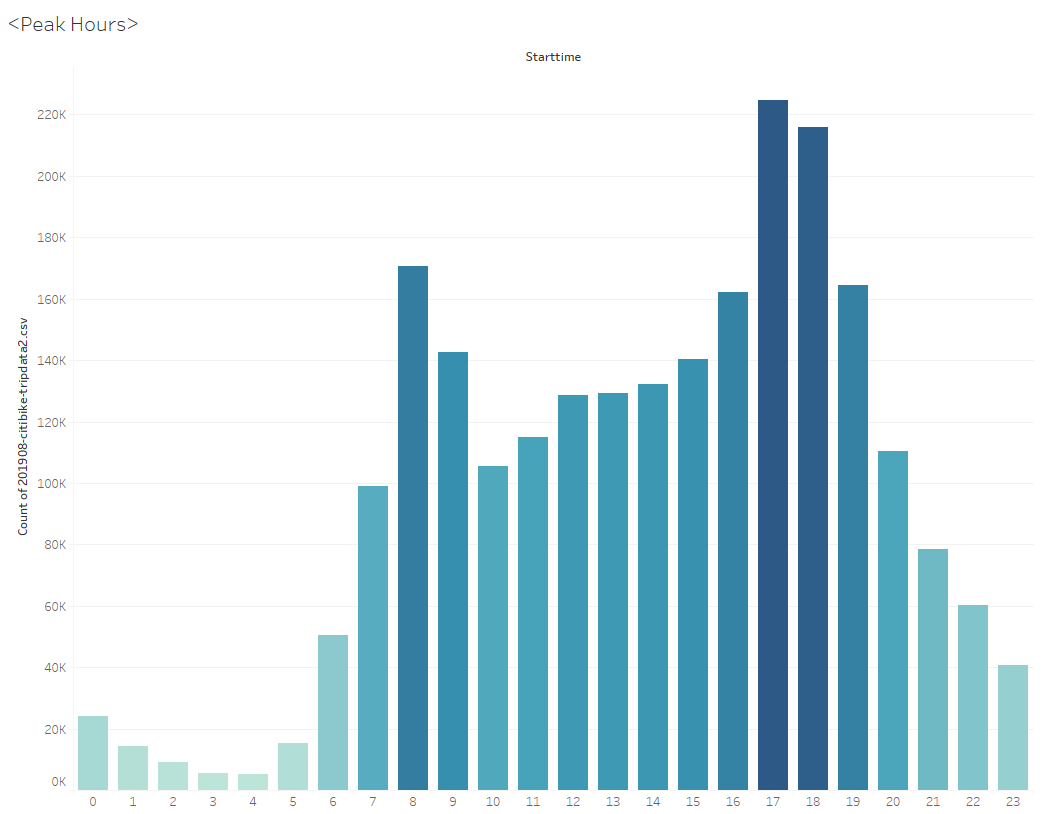 <Peak Hours>
Starttime
Count of 201908-citibike-tripdata2.csv
220K
200K
180K
160K
140K
120K
100K
80K
60K
40K
20K
0K
0 1 2 3 4 5 6 7 8 9 10 11 12 13 14 15 16 17 18 19 20 21 22 23